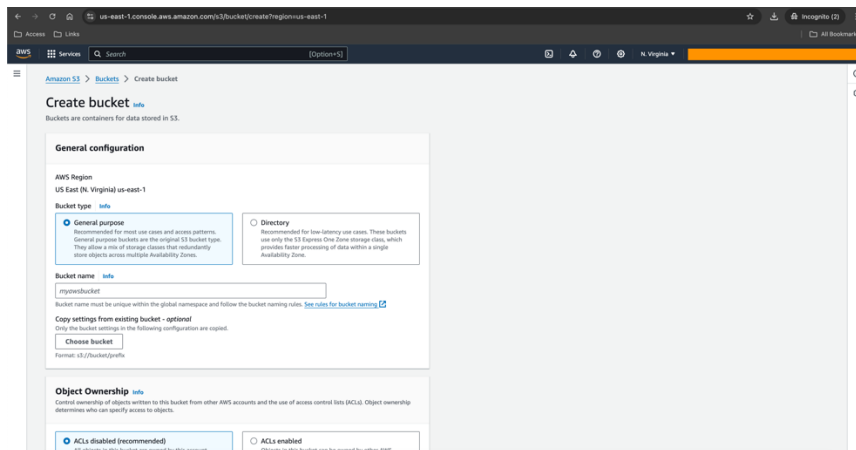 us-east-1.console.aws.amazon.com/s3/bucket/create?region=us-east-1
Incognito (2)
Access
Links
All Bookmark
aws
Services
Search
[Option+S]
N. Virginia
Amazon S3 > Buckets > Create bucket
Create bucket Info
Buckets are containers for data stored in S3.
General configuration
AWS Region
US East (N. Virginia) us-east-1
Bucket type Info
General purpose
Recommended for most use cases and access patterns.
General purpose buckets are the original S3 bucket type.
They allow a mix of storage classes that redundantly
store objects across multiple Availability Zones.
Directory
Recommended for low-latency use cases. These buckets
use only the S3 Express One Zone storage class, which
provides faster processing of data within a single
Availability Zone.
Bucket name Info
myawsbucket
Bucket name must be unique within the global namespace and follow the bucket naming rules. See rules for bucket naming
Copy settings from existing bucket - optional
Only the bucket settings in the following configuration are copied.
Choose bucket
Format: s3://bucket/prefix
Object Ownership Info
Control ownership of objects written to this bucket from other AWS accounts and the use of access control lists (ACLs). Object ownership
determines who can specify access to objects.
ACLs disabled (recommended)
ACLs enabled